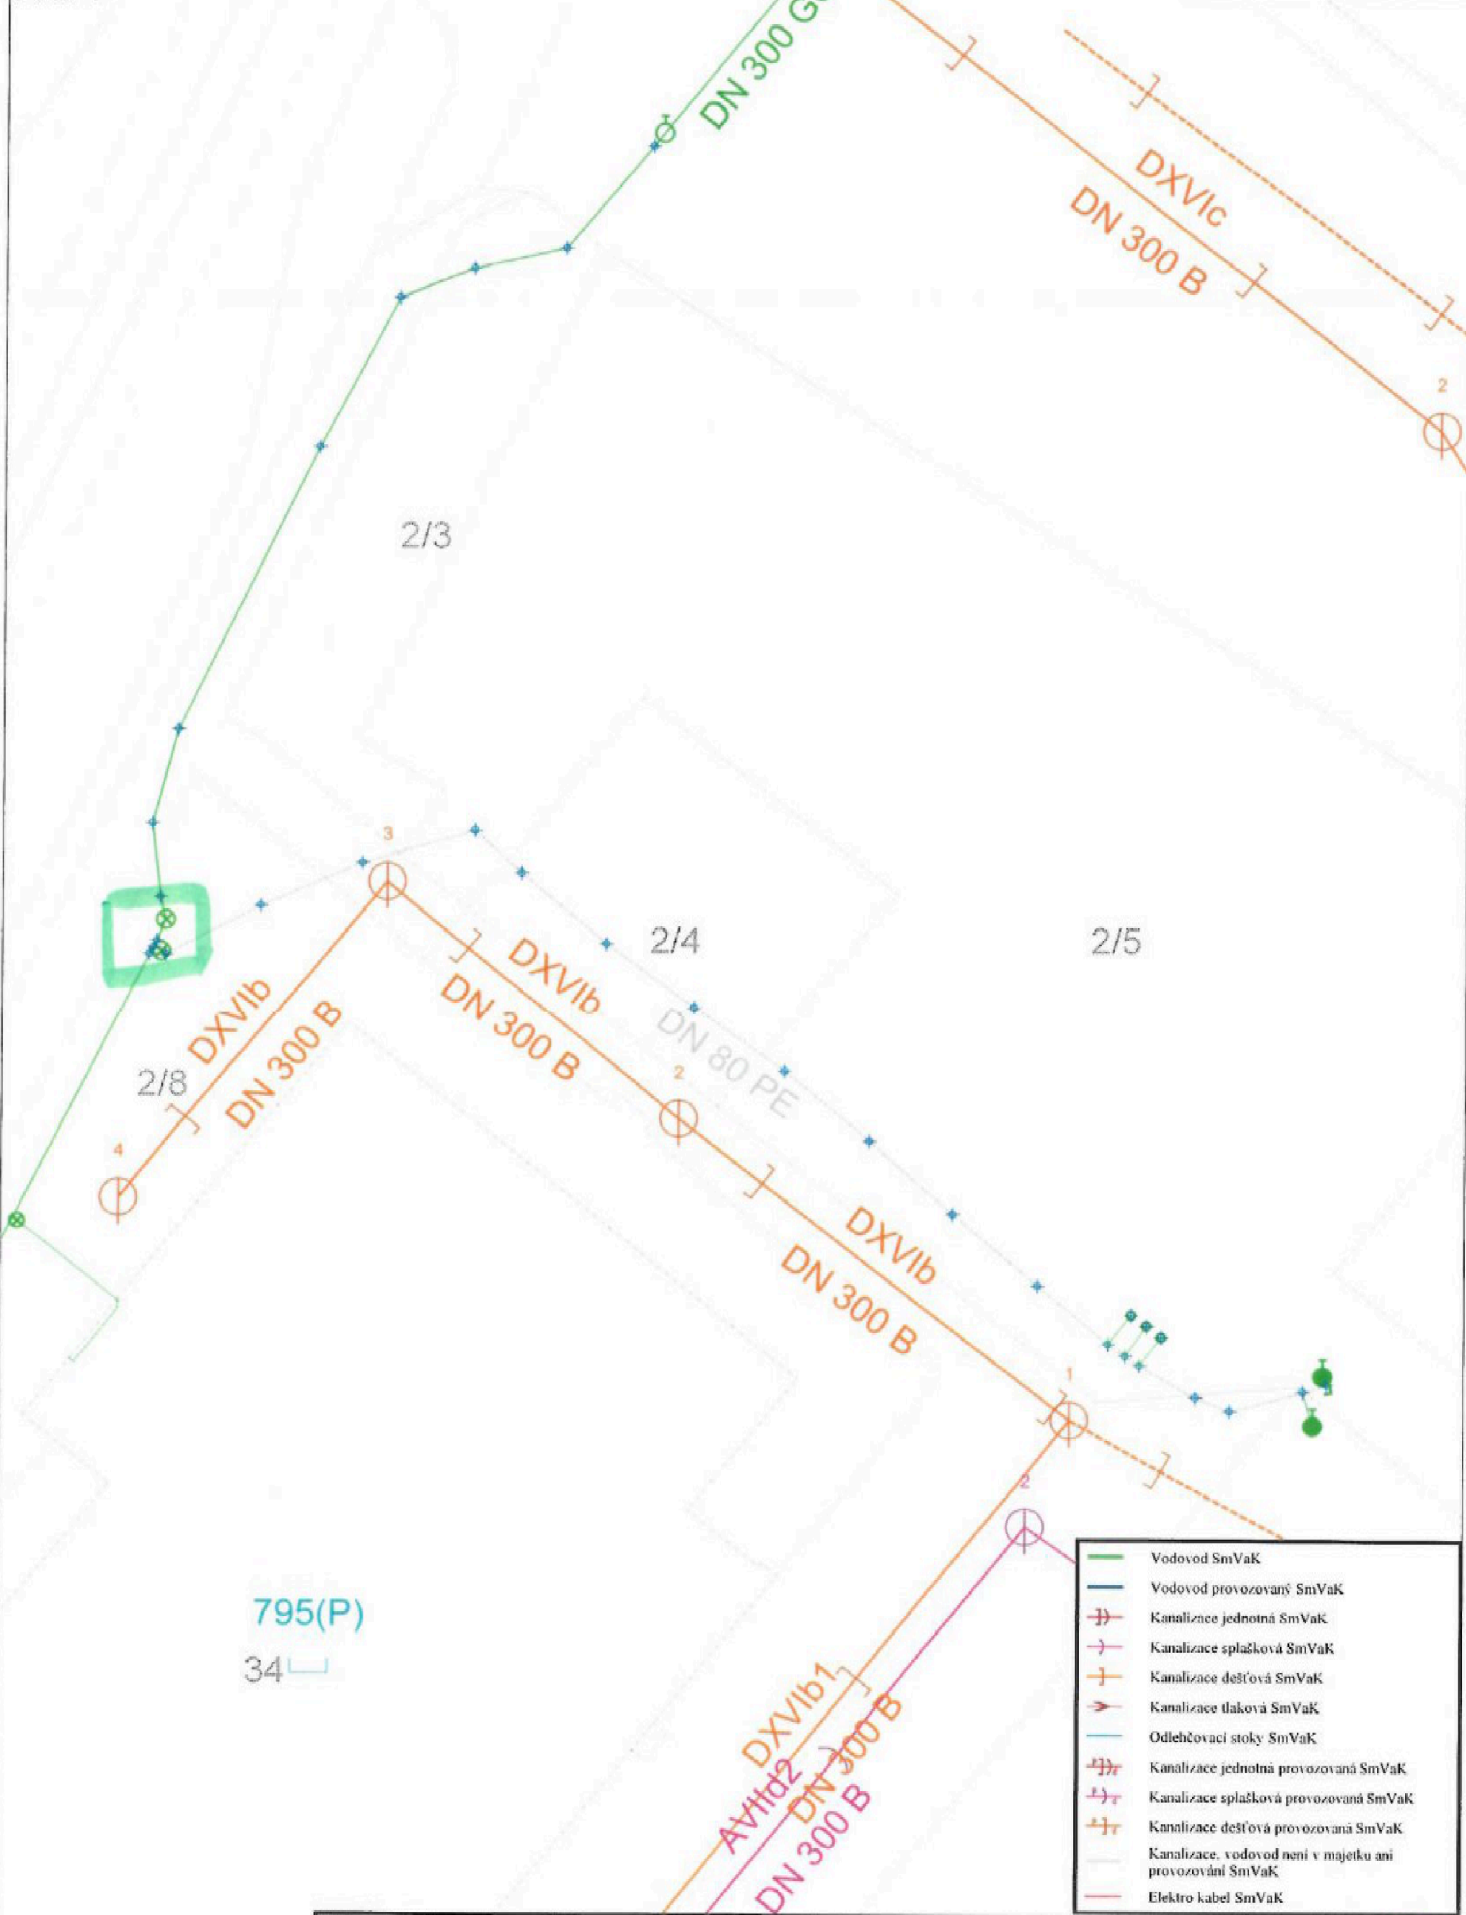 DN 300 G
DXVIc
DN 300 B
2
2/3
3
2/4
2/5
DXVIb
DN 300 B
DXVIb
DN 300 B
DN 80 PE
2
2/8
4
DXVIb
DN 300 B
1
2
795(P)
34
DXVIb1
DN 300 B
AVIId2
DN 300 B
Vodovod SmVaK
Vodovod provozovaný SmVaK
Kanalizace jednotná SmVaK
Kanalizace splašková SmVaK
Kanalizace dešťová SmVaK
Kanalizace tlaková SmVaK
Odlehčovací stoky SmVaK
Kanalizace jednotná provozovaná SmVaK
Kanalizace splašková provozovaná SmVaK
Kanalizace dešťová provozovaná SmVaK
Kanalizace, vodovod není v majetku ani
provozování SmVaK
Elektro kabel SmVaK